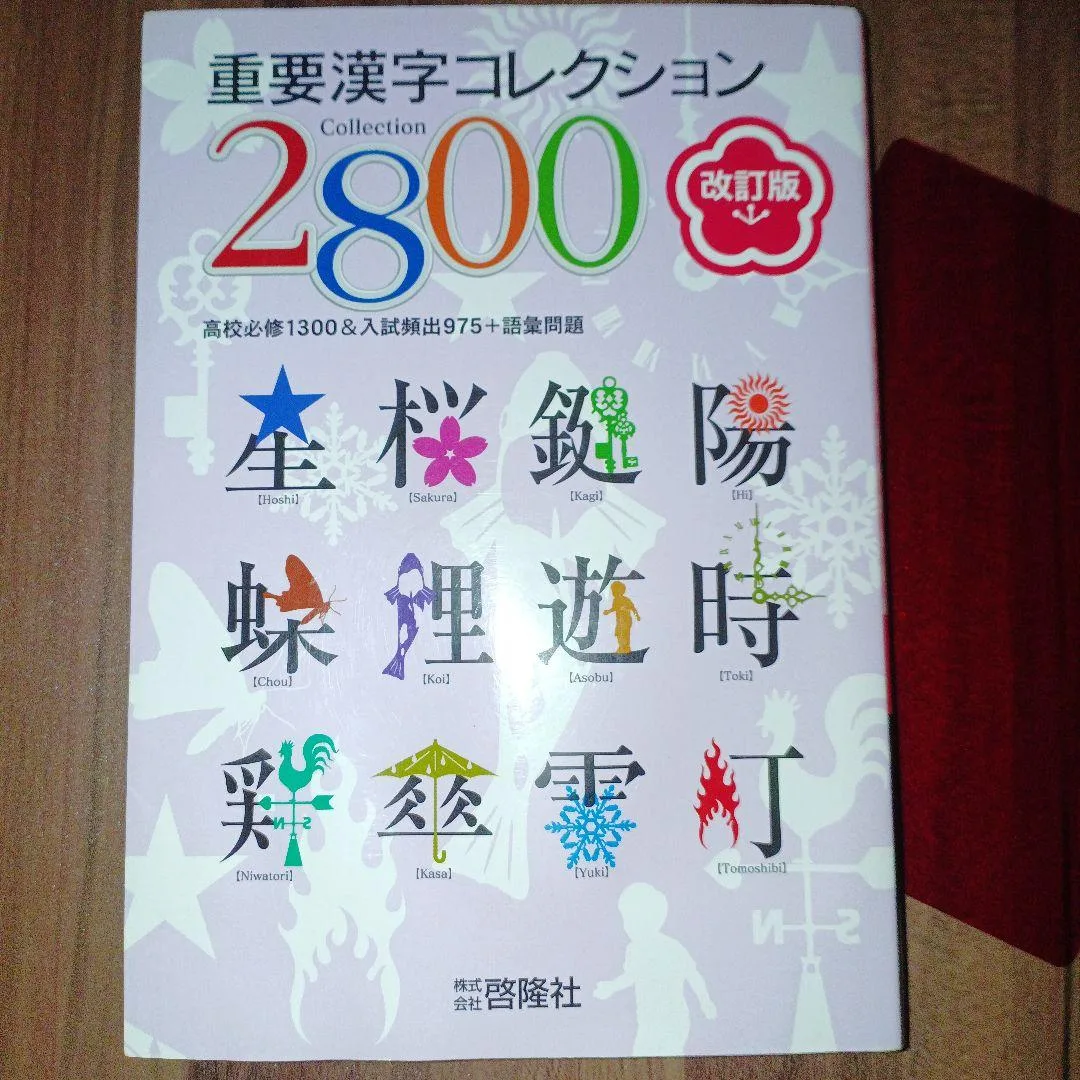 重要漢字コレクション
Collection
2800
改訂版
高校必修1300&入試頻出975+語彙問題
星 桜 鍵 陽
【Hoshi】 【Sakura】 【Kagi】 【Hi】
蝶 鯉 遊 時
【Chou】 【Koi】 【Asobu】 【Toki】
鶏 傘 雪 灯
【Niwatori】 【Kasa】 【Yuki】 【Tomoshibi】
N S
S N
株式会社 啓隆社